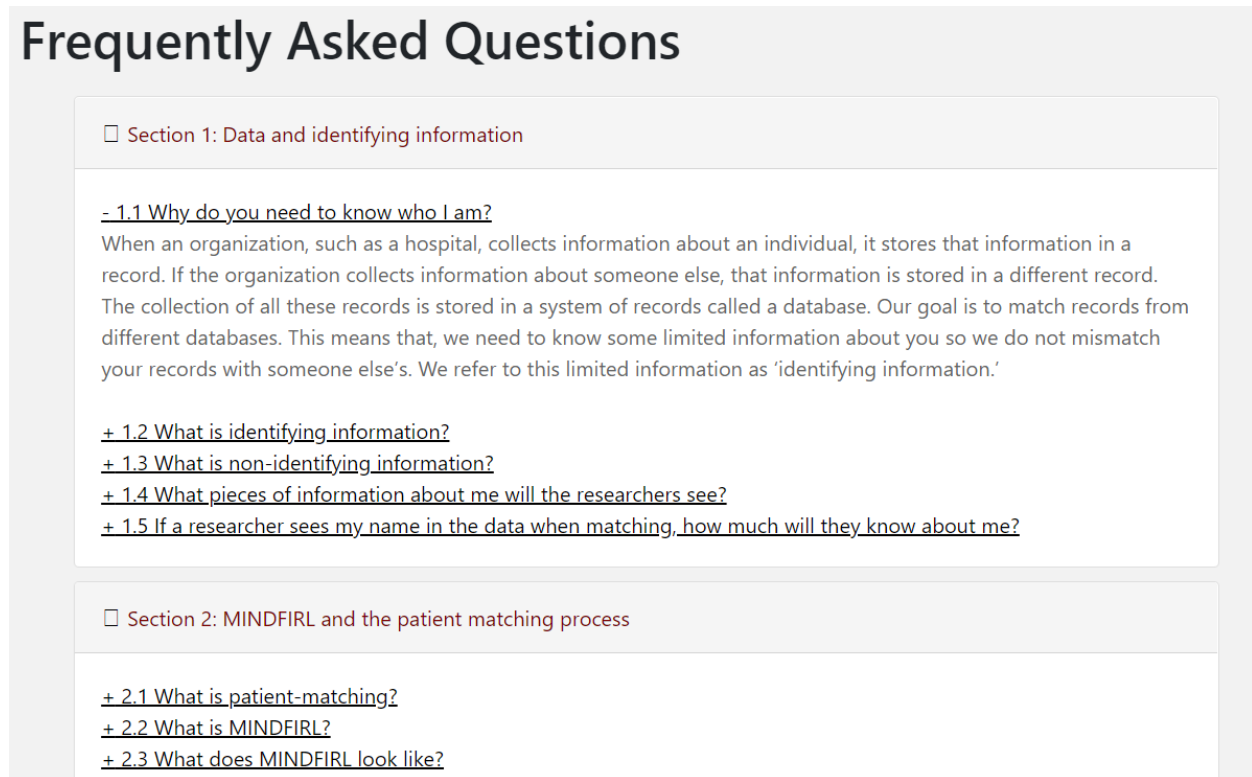 Frequently Asked Questions
Section 1: Data and identifying information
- 1.1 Why do you need to know who I am?
When an organization, such as a hospital, collects information about an individual, it stores that information in a
record. If the organization collects information about someone else, that information is stored in a different record.
The collection of all these records is stored in a system of records called a database. Our goal is to match records from
different databases. This means that, we need to know some limited information about you so we do not mismatch
your records with someone else’s. We refer to this limited information as ‘identifying information.’
+ 1.2 What is identifying information?
+ 1.3 What is non-identifying information?
+ 1.4 What pieces of information about me will the researchers see?
+ 1.5 If a researcher sees my name in the data when matching, how much will they know about me?
Section 2: MINDFIRL and the patient matching process
+ 2.1 What is patient-matching?
+ 2.2 What is MINDFIRL?
+ 2.3 What does MINDFIRL look like?